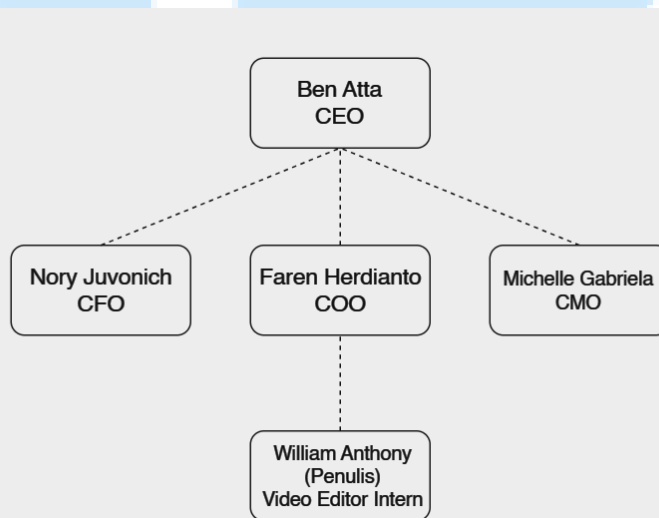 Ben Atta
CEO
Nory Juvonich
CFO
Faren Herdianto
COO
Michelle Gabriela
CMO
William Anthony
(Penulis)
Video Editor Intern